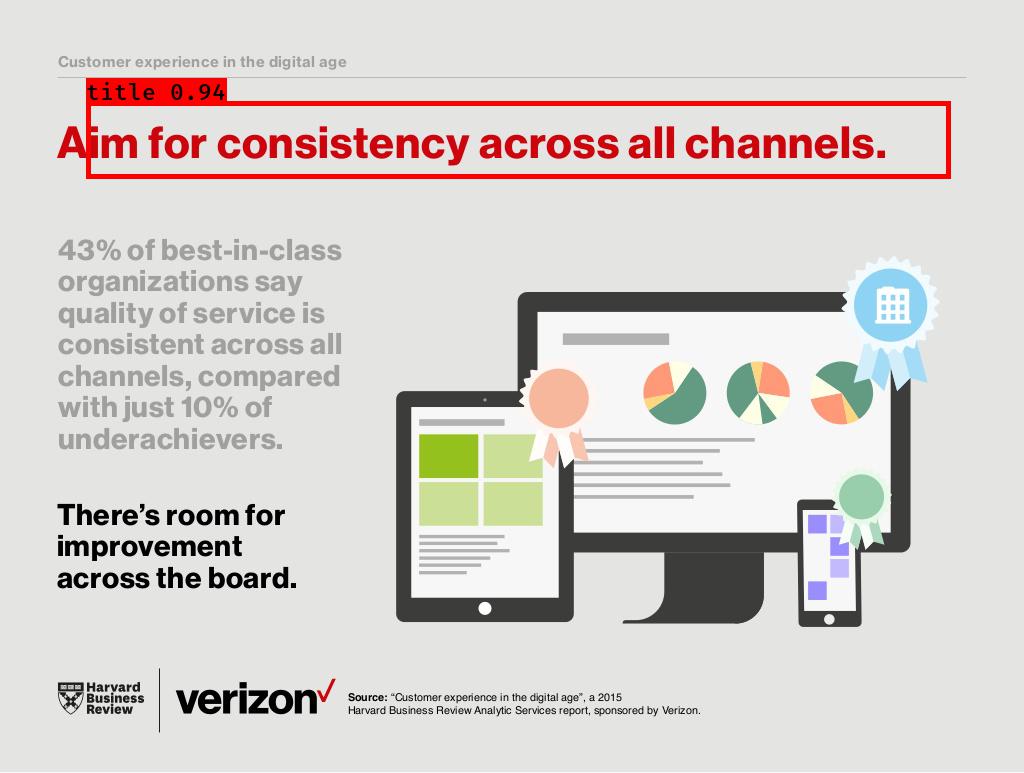 Customer experience in the digital age
title 0.94
Aim for consistency across all channels.
43% of best-in-class
organizations say
quality of service is
consistent across all
channels, compared
with just 10% of
underachievers.
There’s room for
improvement
across the board.
Harvard
Business
Review
verizon
Source: “Customer experience in the digital age”, a 2015
Harvard Business Review Analytic Services report, sponsored by Verizon.